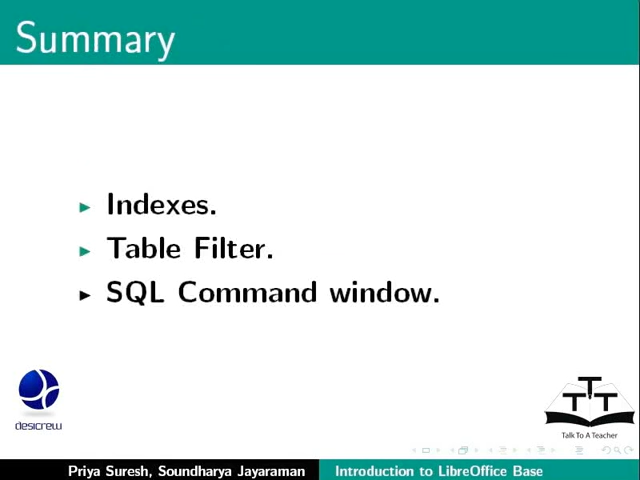 Summary
Indexes.
Table Filter.
SQL Command window.
desicrew
T T T
Talk To A Teacher
Priya Suresh, Soundharya Jayaraman
Introduction to LibreOffice Base